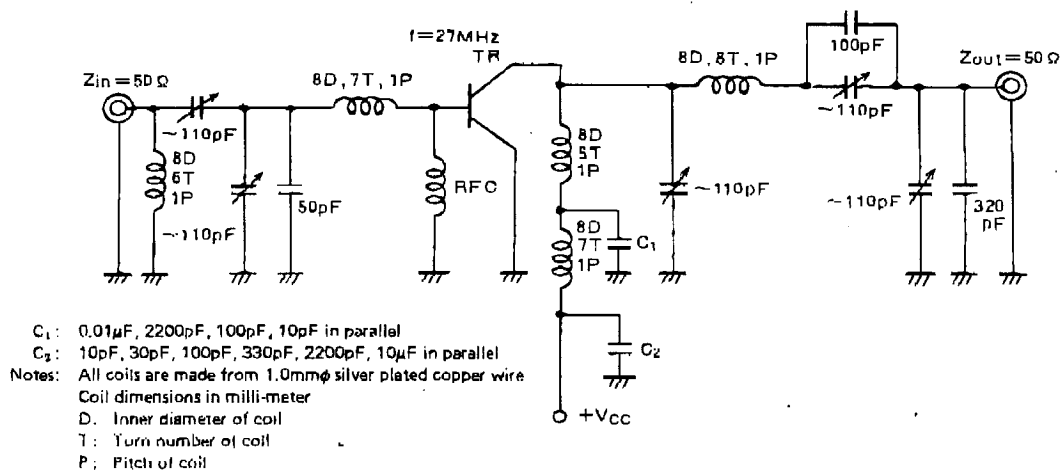 f=27MHz
TR
Zin=50Ω
8D, 7T, 1P
~110pF
8D
6T
1P
~110pF
50pF
RFC
8D
5T
1P
8D
7T
1P
C₁
C₂
+VCC
8D, 8T, 1P
~110pF
100pF
~110pF
~110pF
320
pF
Zout=50Ω
C₁: 0.01μF, 2200pF, 100pF, 10pF in parallel
C₂: 10pF, 30pF, 100pF, 330pF, 2200pF, 10μF in parallel
Notes: All coils are made from 1.0mmφ silver plated copper wire
Coil dimensions in milli-meter
D. Inner diameter of coil
T: Turn number of coil
P; Pitch of coil